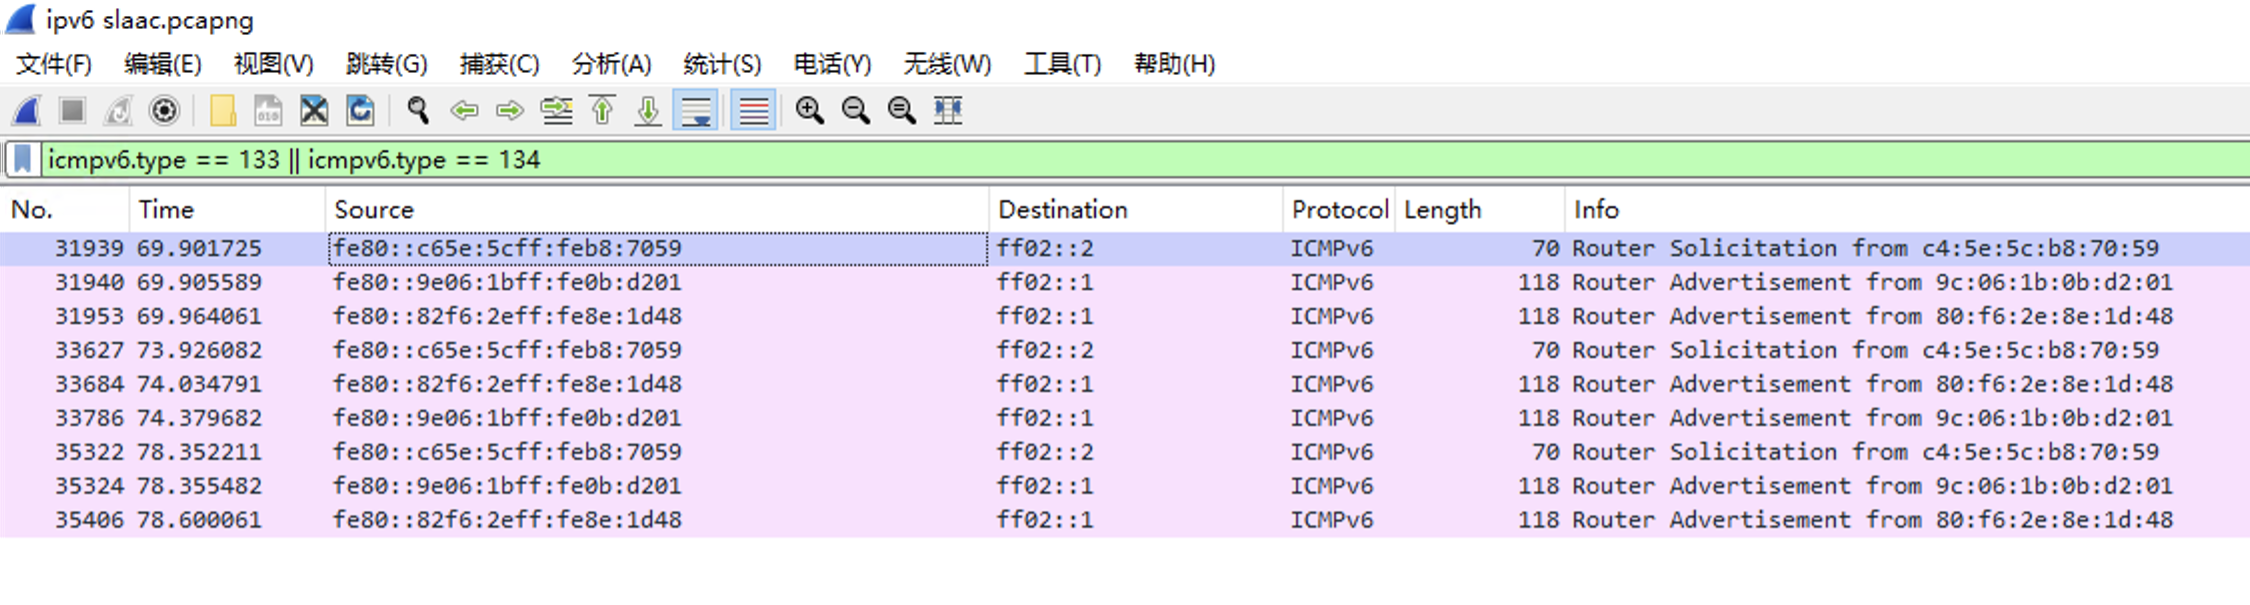 ipv6 slaac.pcapng
文件(F) 编辑(E) 视图(V) 跳转(G) 捕获(C) 分析(A) 统计(S) 电话(Y) 无线(W) 工具(T) 帮助(H)
icmpv6.type == 133 || icmpv6.type == 134
No. Time Source Destination Protocol Length Info
31939 69.901725 fe80::c65e:5cff:feb8:7059 ff02::2 ICMPv6 70 Router Solicitation from c4:5e:5c:b8:70:59
31940 69.905589 fe80::9e06:1bff:fe0b:d201 ff02::1 ICMPv6 118 Router Advertisement from 9c:06:1b:0b:d2:01
31953 69.964061 fe80::82f6:2eff:fe8e:1d48 ff02::1 ICMPv6 118 Router Advertisement from 80:f6:2e:8e:1d:48
33627 73.926082 fe80::c65e:5cff:feb8:7059 ff02::2 ICMPv6 70 Router Solicitation from c4:5e:5c:b8:70:59
33684 74.034791 fe80::82f6:2eff:fe8e:1d48 ff02::1 ICMPv6 118 Router Advertisement from 80:f6:2e:8e:1d:48
33786 74.379682 fe80::9e06:1bff:fe0b:d201 ff02::1 ICMPv6 118 Router Advertisement from 9c:06:1b:0b:d2:01
35322 78.352211 fe80::c65e:5cff:feb8:7059 ff02::2 ICMPv6 70 Router Solicitation from c4:5e:5c:b8:70:59
35324 78.355482 fe80::9e06:1bff:fe0b:d201 ff02::1 ICMPv6 118 Router Advertisement from 9c:06:1b:0b:d2:01
35406 78.600061 fe80::82f6:2eff:fe8e:1d48 ff02::1 ICMPv6 118 Router Advertisement from 80:f6:2e:8e:1d:48